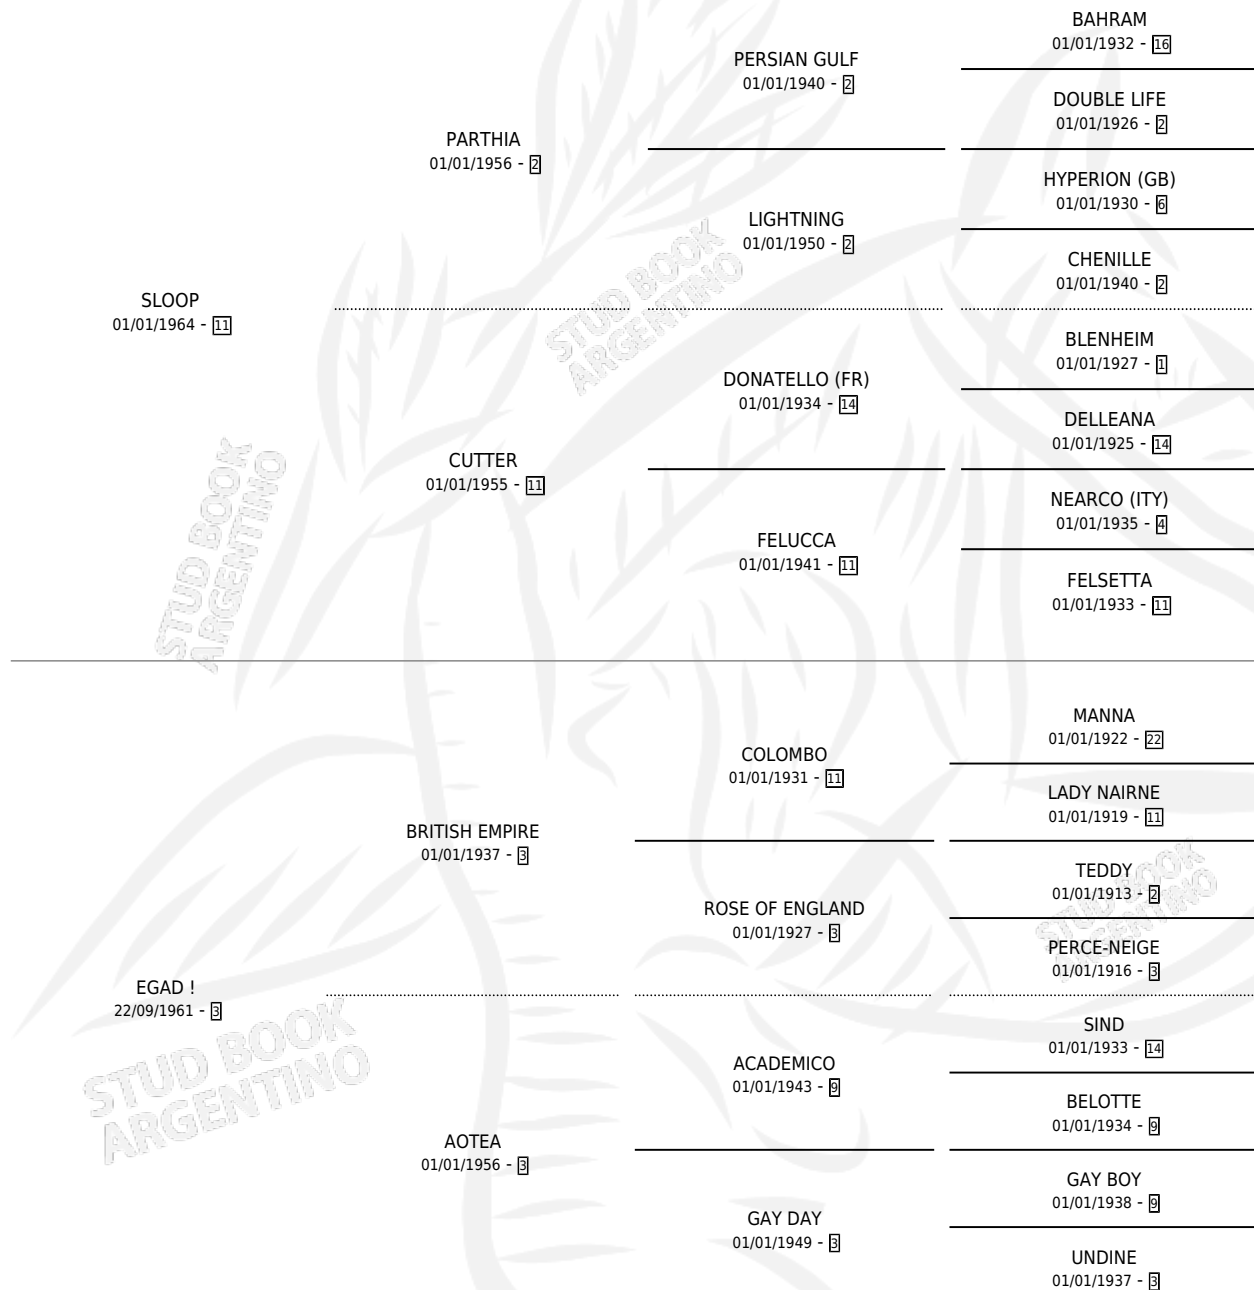 BAHRAM
01/01/1932 - 16
PERSIAN GULF
01/01/1940 - 2
DOUBLE LIFE
01/01/1926 - 2
PARTHIA
01/01/1956 - 2
HYPERION (GB)
01/01/1930 - 6
LIGHTNING
01/01/1950 - 2
CHENILLE
01/01/1940 - 2
SLOOP
01/01/1964 - 11
STUD BOOK
ARGENTINO
BLENHEIM
01/01/1927 - 1
DONATELLO (FR)
01/01/1934 - 14
DELLEANA
01/01/1925 - 14
CUTTER
01/01/1955 - 11
NEARCO (ITY)
01/01/1935 - 4
FELUCCA
01/01/1941 - 11
FELSETTA
01/01/1933 - 11
STUD BOOK
ARGENTINO
MANNA
01/01/1922 - 22
COLOMBO
01/01/1931 - 11
LADY NAIRNE
01/01/1919 - 11
BRITISH EMPIRE
01/01/1937 - 3
TEDDY
01/01/1913 - 2
ROSE OF ENGLAND
01/01/1927 - 3
PERCE-NEIGE
01/01/1916 - 3
STUD BOOK
ARGENTINO
EGAD !
22/09/1961 - 3
STUD BOOK
ARGENTINO
SIND
01/01/1933 - 14
ACADEMICO
01/01/1943 - 9
BELOTTE
01/01/1934 - 9
AOTEA
01/01/1956 - 3
GAY BOY
01/01/1938 - 9
GAY DAY
01/01/1949 - 3
UNDINE
01/01/1937 - 3